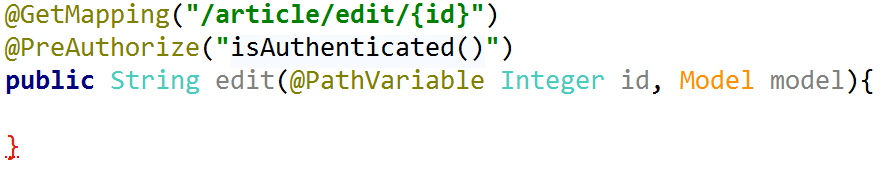 @GetMapping("/article/edit/{id}")
@PreAuthorize("isAuthenticated()")
public String edit(@PathVariable Integer id, Model model){
}